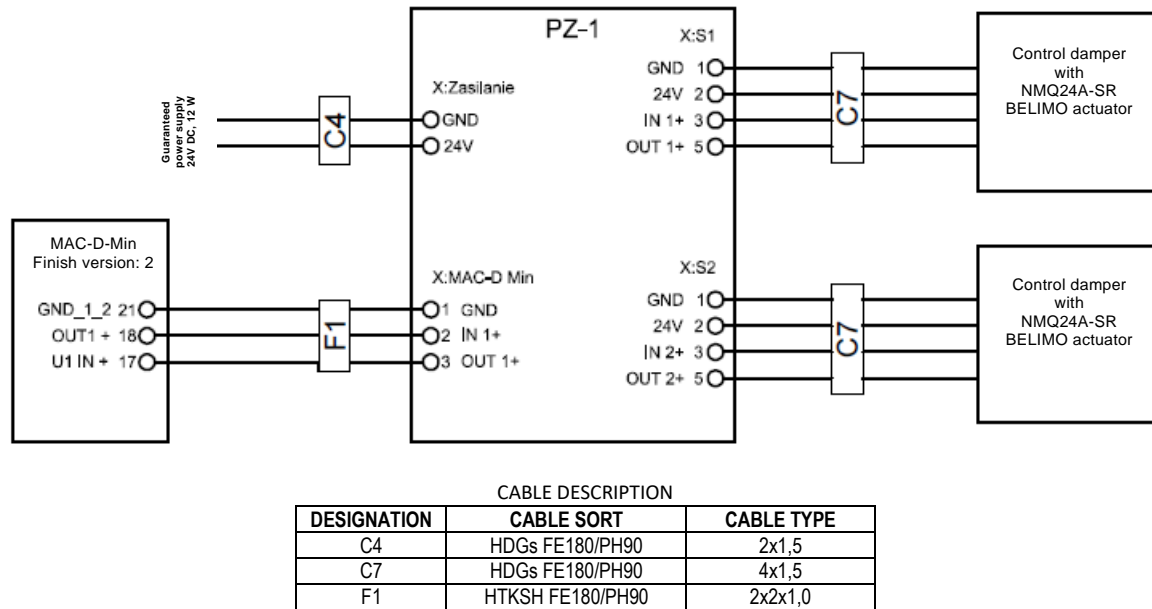 PZ-1
X:S1
GND 1
24V 2
IN 1+ 3
OUT 1+ 5
C7
Control damper
with
NMQ24A-SR
BELIMO actuator
X:Zasilanie
GND
24V
C4
Guaranteed
power supply
24V DC, 12 W
MAC-D-Min
Finish version: 2
GND_1_2 21
OUT1 + 18
U1 IN + 17
F1
X:MAC-D Min
1 GND
2 IN 1+
3 OUT 1+
X:S2
GND 1
24V 2
IN 2+ 3
OUT 2+ 5
C7
Control damper
with
NMQ24A-SR
BELIMO actuator
CABLE DESCRIPTION
DESIGNATION CABLE SORT CABLE TYPE
C4 HDGs FE180/PH90 2x1,5
C7 HDGs FE180/PH90 4x1,5
F1 HTKSH FE180/PH90 2x2x1,0